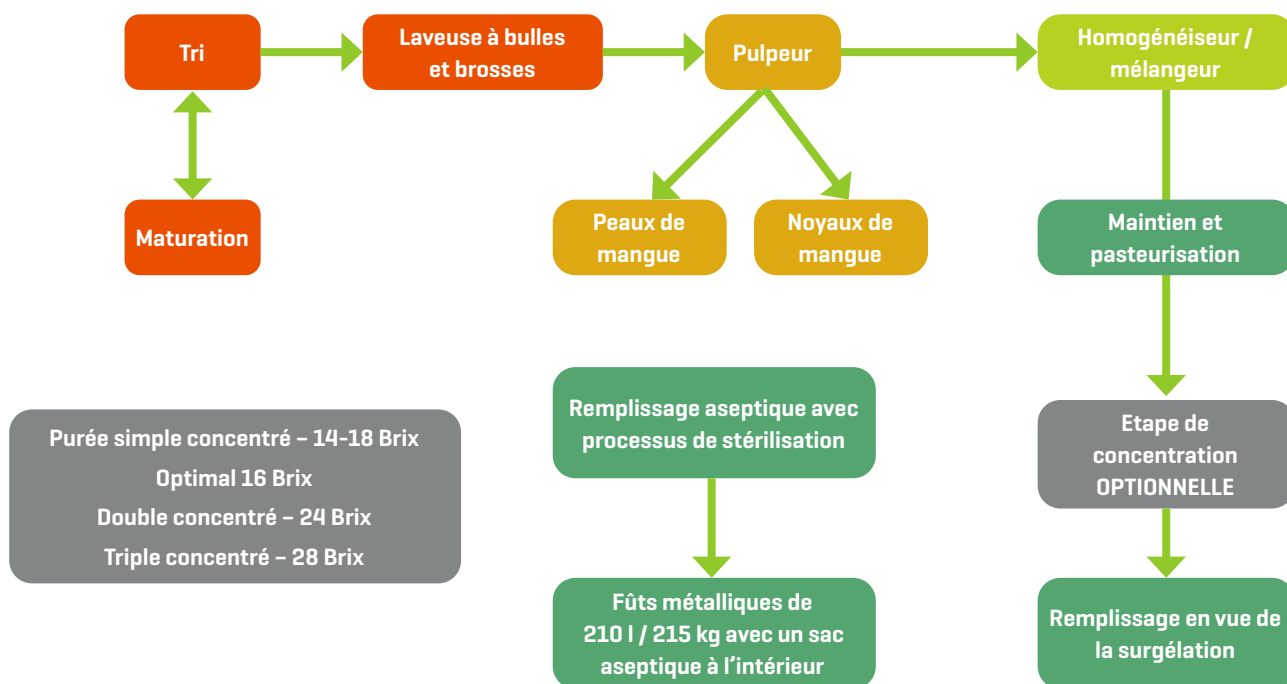 Tri
Laveuse à bulles
et brosses
Pulpeur
Homogénéiseur /
mélangeur
Maturation
Peaux de
mangue
Noyaux de
mangue
Maintien et
pasteurisation
Purée simple concentré – 14-18 Brix
Optimal 16 Brix
Double concentré – 24 Brix
Triple concentré – 28 Brix
Remplissage aseptique avec
processus de stérilisation
Etape de
concentration
OPTIONNELLE
Fûts métalliques de
210 l / 215 kg avec un sac
aseptique à l’intérieur
Remplissage en vue de
la surgélation